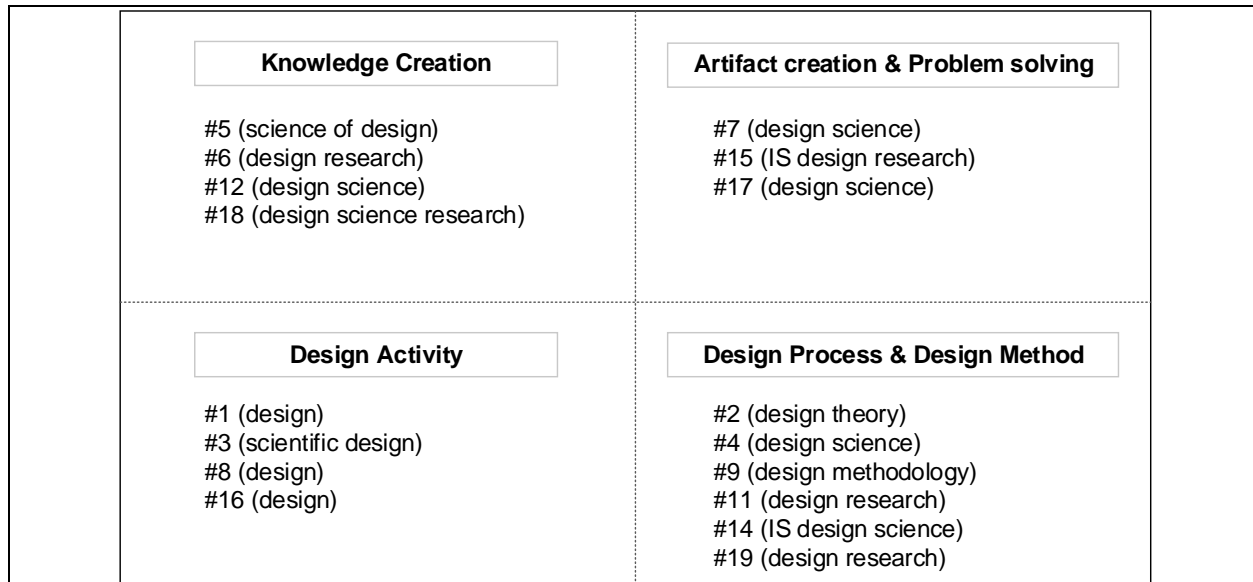 Knowledge Creation
#5 (science of design)
#6 (design research)
#12 (design science)
#18 (design science research)
Artifact creation & Problem solving
#7 (design science)
#15 (IS design research)
#17 (design science)
Design Activity
#1 (design)
#3 (scientific design)
#8 (design)
#16 (design)
Design Process & Design Method
#2 (design theory)
#4 (design science)
#9 (design methodology)
#11 (design research)
#14 (IS design science)
#19 (design research)